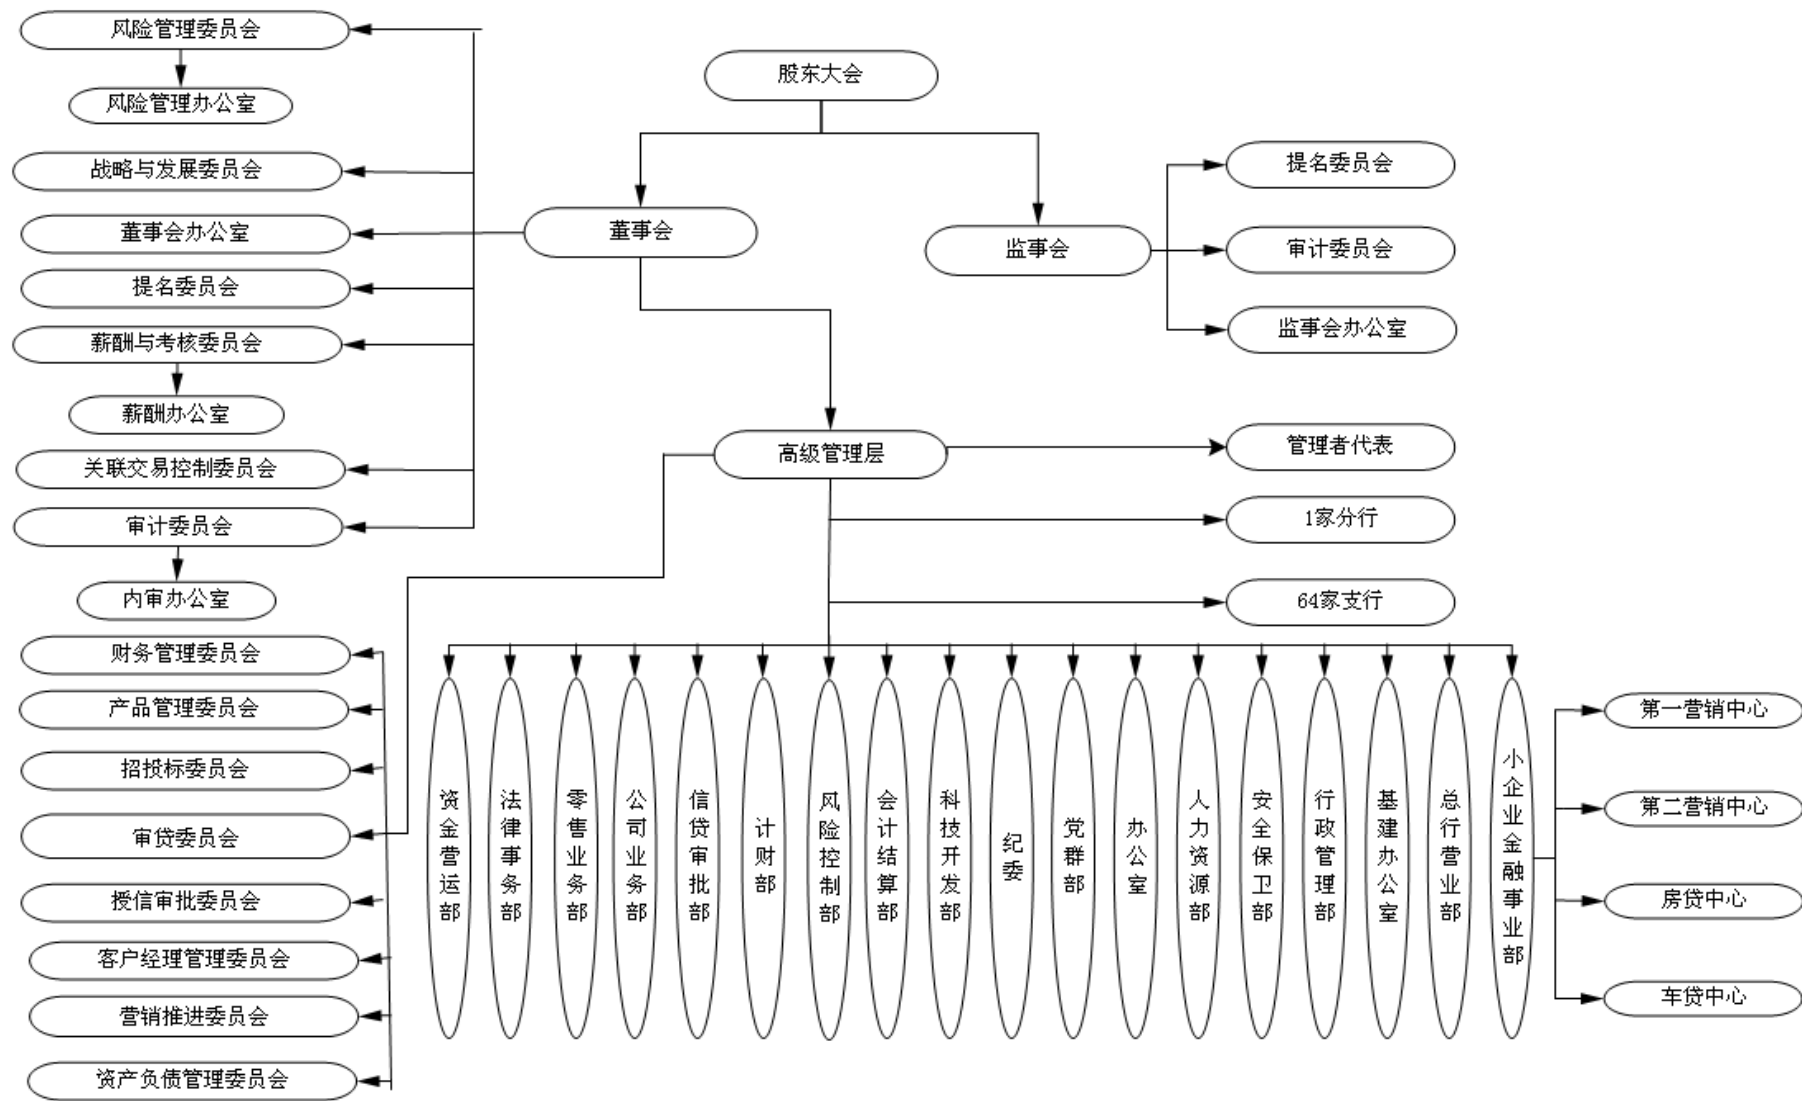 股东大会
董事会
监事会
提名委员会
审计委员会
监事会办公室
风险管理委员会
风险管理办公室
战略与发展委员会
董事会办公室
提名委员会
薪酬与考核委员会
薪酬办公室
关联交易控制委员会
审计委员会
内审办公室
高级管理层
管理者代表
1家分行
64家支行
财务管理委员会
产品管理委员会
招投标委员会
审贷委员会
授信审批委员会
客户经理管理委员会
营销推进委员会
资产负债管理委员会
资金营运部
法律事务部
零售业务部
公司业务部
信贷审批部
计财部
风险控制部
会计结算部
科技开发部
纪委
党群部
办公室
人力资源部
安全保卫部
行政管理部
基建办公室
总行营业部
小企业金融事业部
第一营销中心
第二营销中心
房贷中心
车贷中心